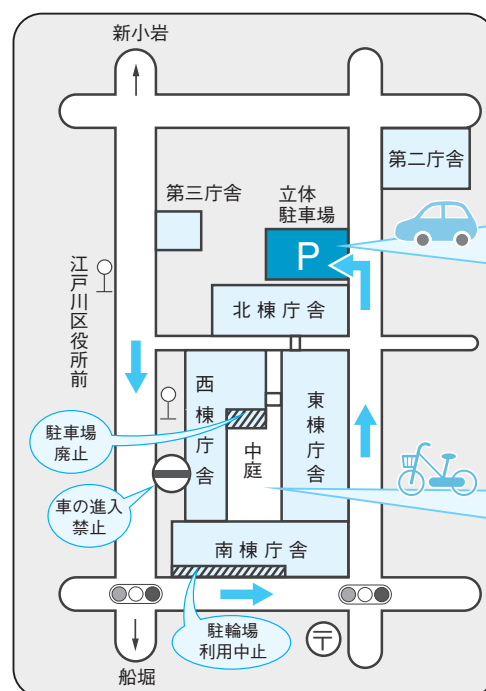 新小岩
第二庁舎
第三庁舎
立体
駐車場
P
北棟庁舎
江戸川区役所前
西棟庁舎
東棟庁舎
中庭
駐車場
廃止
車の進入
禁止
南棟庁舎
駐輪場
利用中止
〒
船堀